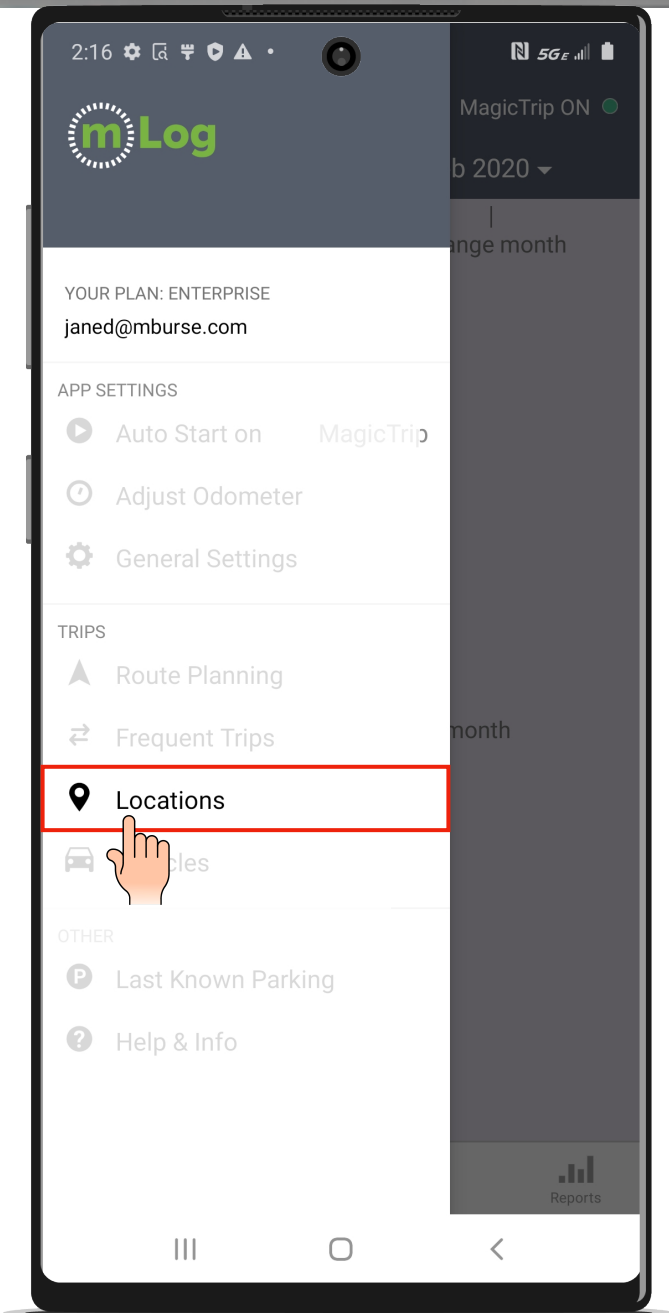 2:16
5GE
mLog
MagicTrip ON
b 2020
ange month
YOUR PLAN: ENTERPRISE
janed@mburse.com
APP SETTINGS
Auto Start on MagicTrip
Adjust Odometer
General Settings
TRIPS
Route Planning
Frequent Trips
month
Locations
cles
OTHER
P
Last Known Parking
?
Help & Info
Reports